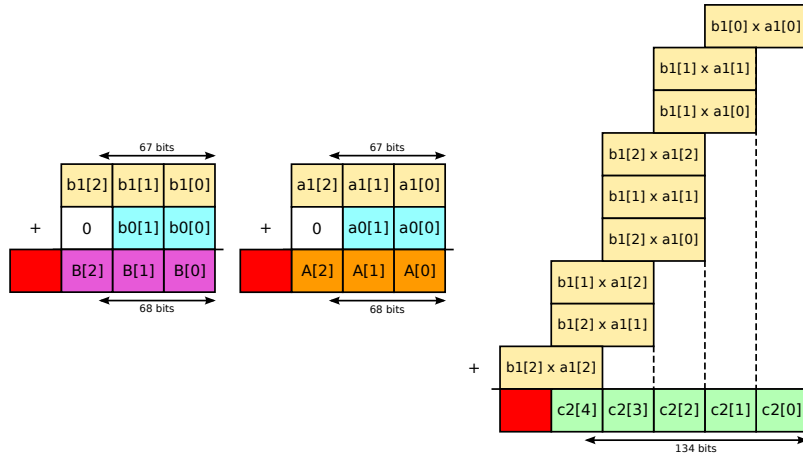 b1[0] x a1[0]
b1[1] x a1[1]
b1[1] x a1[0]
67 bits
67 bits
b1[2] x a1[2]
b1[2] b1[1] b1[0]
a1[2] a1[1] a1[0]
b1[1] x a1[1]
+ 0 b0[1] b0[0]
+ 0 a0[1] a0[0]
b1[2] x a1[0]
B[2] B[1] B[0]
A[2] A[1] A[0]
b1[1] x a1[2]
68 bits
68 bits
b1[2] x a1[1]
+ b1[2] x a1[2]
c2[4] c2[3] c2[2] c2[1] c2[0]
134 bits